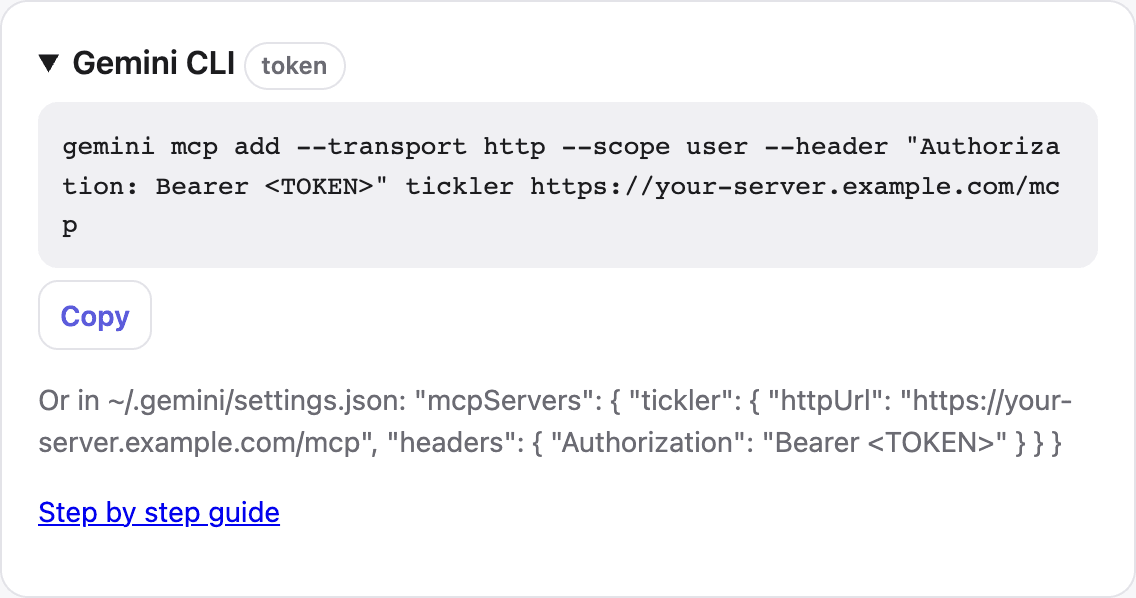 ▼ Gemini CLI token
gemini mcp add --transport http --scope user --header "Authoriza
tion: Bearer <TOKEN>" tickler https://your-server.example.com/mc
p
Copy
Or in ~/.gemini/settings.json: "mcpServers": { "tickler": { "httpUrl": "https://your-
server.example.com/mcp", "headers": { "Authorization": "Bearer <TOKEN>" } } }
Step by step guide